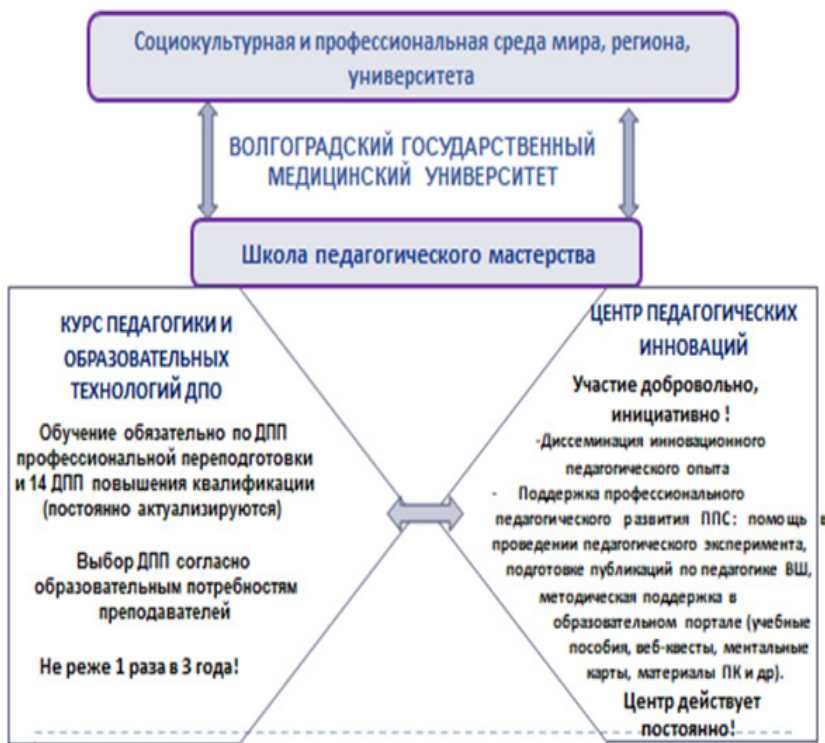 Социокультурная и профессиональная среда мира, региона,
университета
ВОЛГОГРАДСКИЙ ГОСУДАРСТВЕННЫЙ
МЕДИЦИНСКИЙ УНИВЕРСИТЕТ
Школа педагогического мастерства
КУРС ПЕДАГОГИКИ И
ОБРАЗОВАТЕЛЬНЫХ
ТЕХНОЛОГИЙ ДПО
Обучение обязательно по ДПП
профессиональной переподготовки
и 14 ДПП повышения квалификации
(постоянно актуализируются)
Выбор ДПП согласно
образовательным потребностям
преподавателей
Не реже 1 раза в 3 года!
ЦЕНТР ПЕДАГОГИЧЕСКИХ
ИННОВАЦИЙ
Участие добровольно,
инициативно !
-Диссеминация инновационного
педагогического опыта
- Поддержка профессионального
педагогического развития ППС: помощь в
проведении педагогического эксперимента,
подготовке публикаций по педагогике ВШ,
методическая поддержка в
образовательном портале (учебные
пособия, веб-квесты, ментальные
карты, материалы ПК и др).
Центр действует
постоянно!